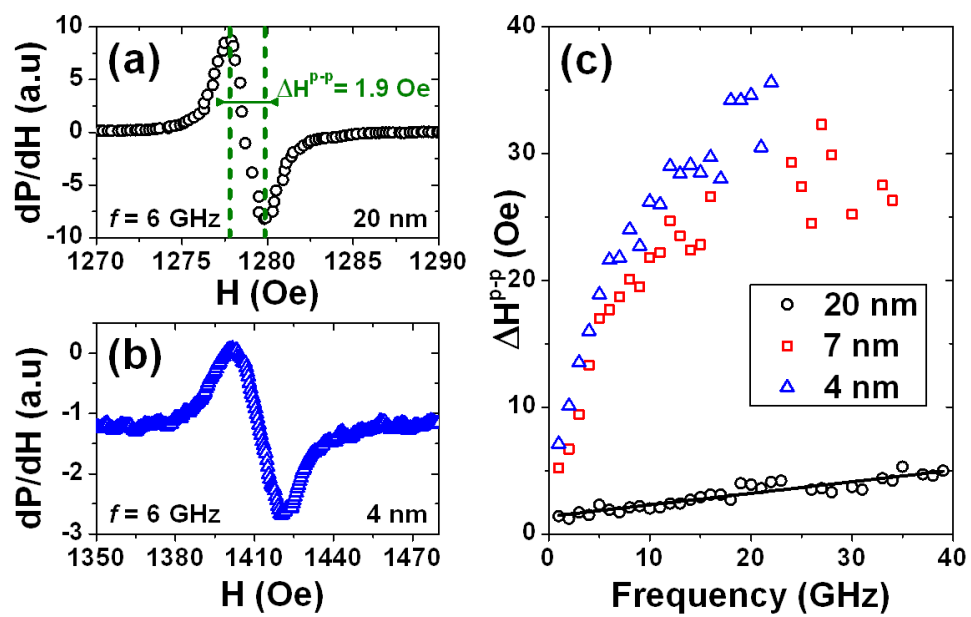 (a)
dP/dH (a.u)
10
5
0
-5
-10
ΔH^p-p = 1.9 Oe
f = 6 GHz
20 nm
1270 1275 1280 1285 1290
H (Oe)
(b)
dP/dH (a.u)
0
-1
-2
-3
f = 6 GHz
4 nm
1350 1380 1410 1440 1470
H (Oe)
(c)
ΔH^p-p (Oe)
40
30
20
10
0
20 nm
7 nm
4 nm
0 10 20 30 40
Frequency (GHz)